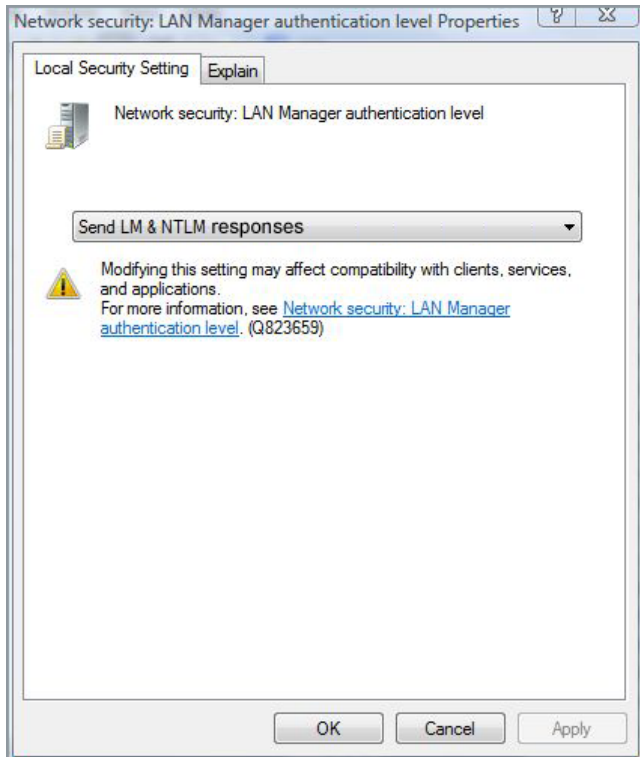 Network security: LAN Manager authentication level Properties
Local Security Setting
Explain
Network security: LAN Manager authentication level
Send LM & NTLM responses
Modifying this setting may affect compatibility with clients, services,
and applications.
For more information, see Network security: LAN Manager
authentication level. (Q823659)
OK
Cancel
Apply